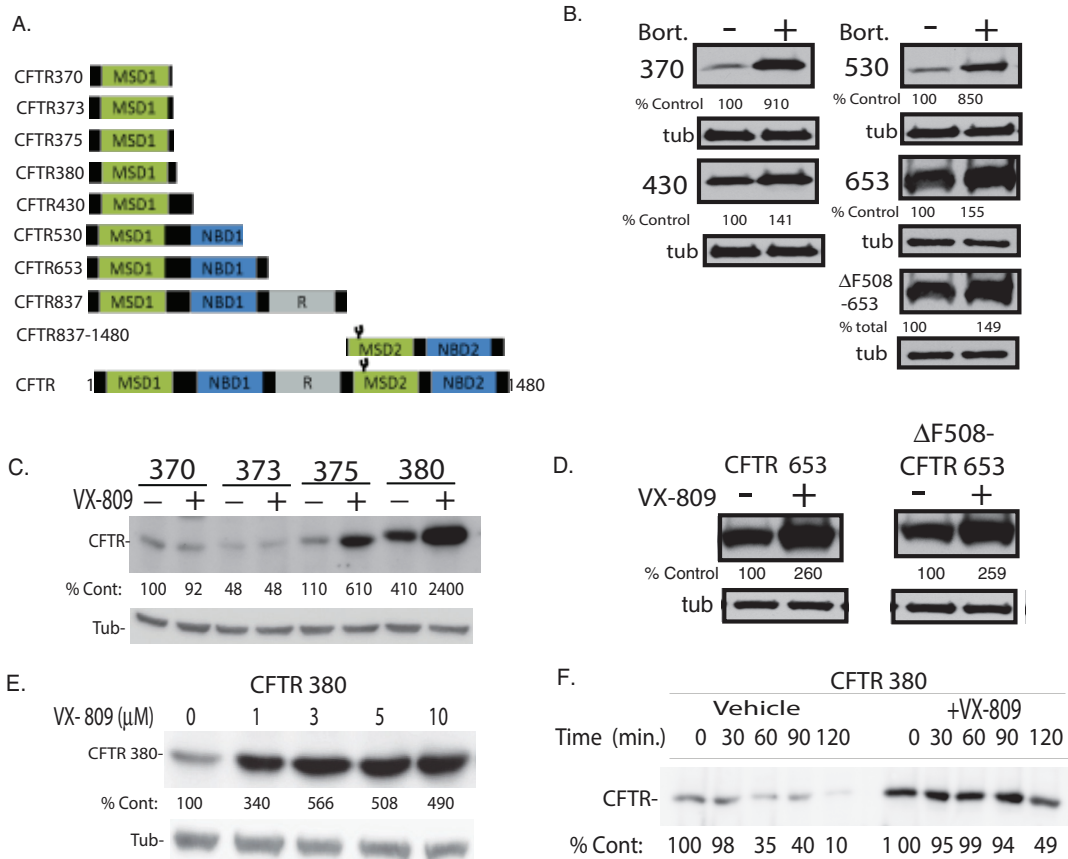 A.
CFTR370 MSD1
CFTR373 MSD1
CFTR375 MSD1
CFTR380 MSD1
CFTR430 MSD1
CFTR530 MSD1 NBD1
CFTR653 MSD1 NBD1
CFTR837 MSD1 NBD1 R
CFTR837-1480
MSD2 NBD2
CFTR 1 MSD1 NBD1 R MSD2 NBD2 1480
B.
Bort. - +
370
% Control 100 910
tub
430
% Control 100 141
tub
Bort. - +
530
% Control 100 850
tub
653
% Control 100 155
tub
ΔF508
-653
% total 100 149
tub
C.
370 373 375 380
VX-809 – + – + – + – +
CFTR-
% Cont: 100 92 48 48 110 610 410 2400
Tub-
D.
CFTR 653
ΔF508-
CFTR 653
VX-809 - + - +
% Control 100 260 100 259
tub
E.
CFTR 380
VX- 809 (μM) 0 1 3 5 10
CFTR 380-
% Cont: 100 340 566 508 490
Tub-
F.
CFTR 380
Vehicle +VX-809
Time (min.) 0 30 60 90 120 0 30 60 90 120
CFTR-
% Cont: 100 98 35 40 10 1 00 95 99 94 49